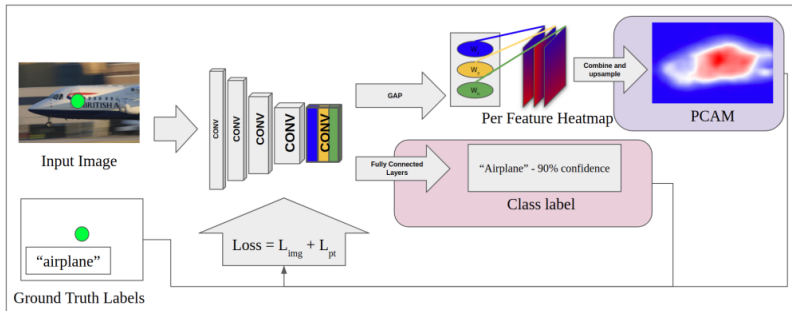 BRITISH A
Input Image
CONV
CONV
CONV
CONV
CONV
GAP
W
W
W
Per Feature Heatmap
Combine and
upsample
PCAM
Fully Connected
Layers
“Airplane” - 90% confidence
Class label
Loss = L_img + L_pt
“airplane”
Ground Truth Labels